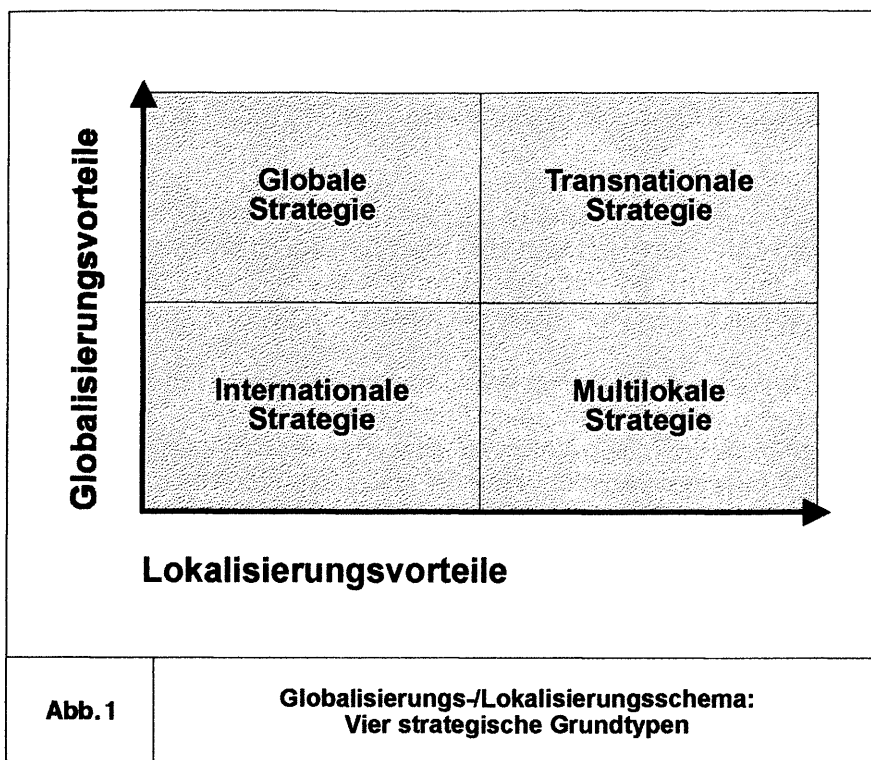 Globalisierungsvorteile
Globale
Strategie
Transnationale
Strategie
Internationale
Strategie
Multilokale
Strategie
Lokalisierungsvorteile
Abb.1
Globalisierungs-/Lokalisierungsschema:
Vier strategische Grundtypen